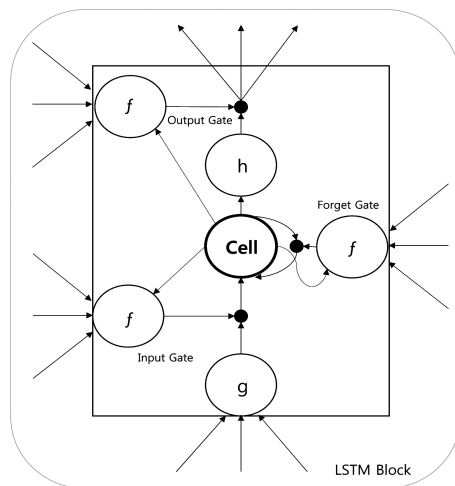 f
Output Gate
h
Forget Gate
Cell
f
f
Input Gate
g
LSTM Block